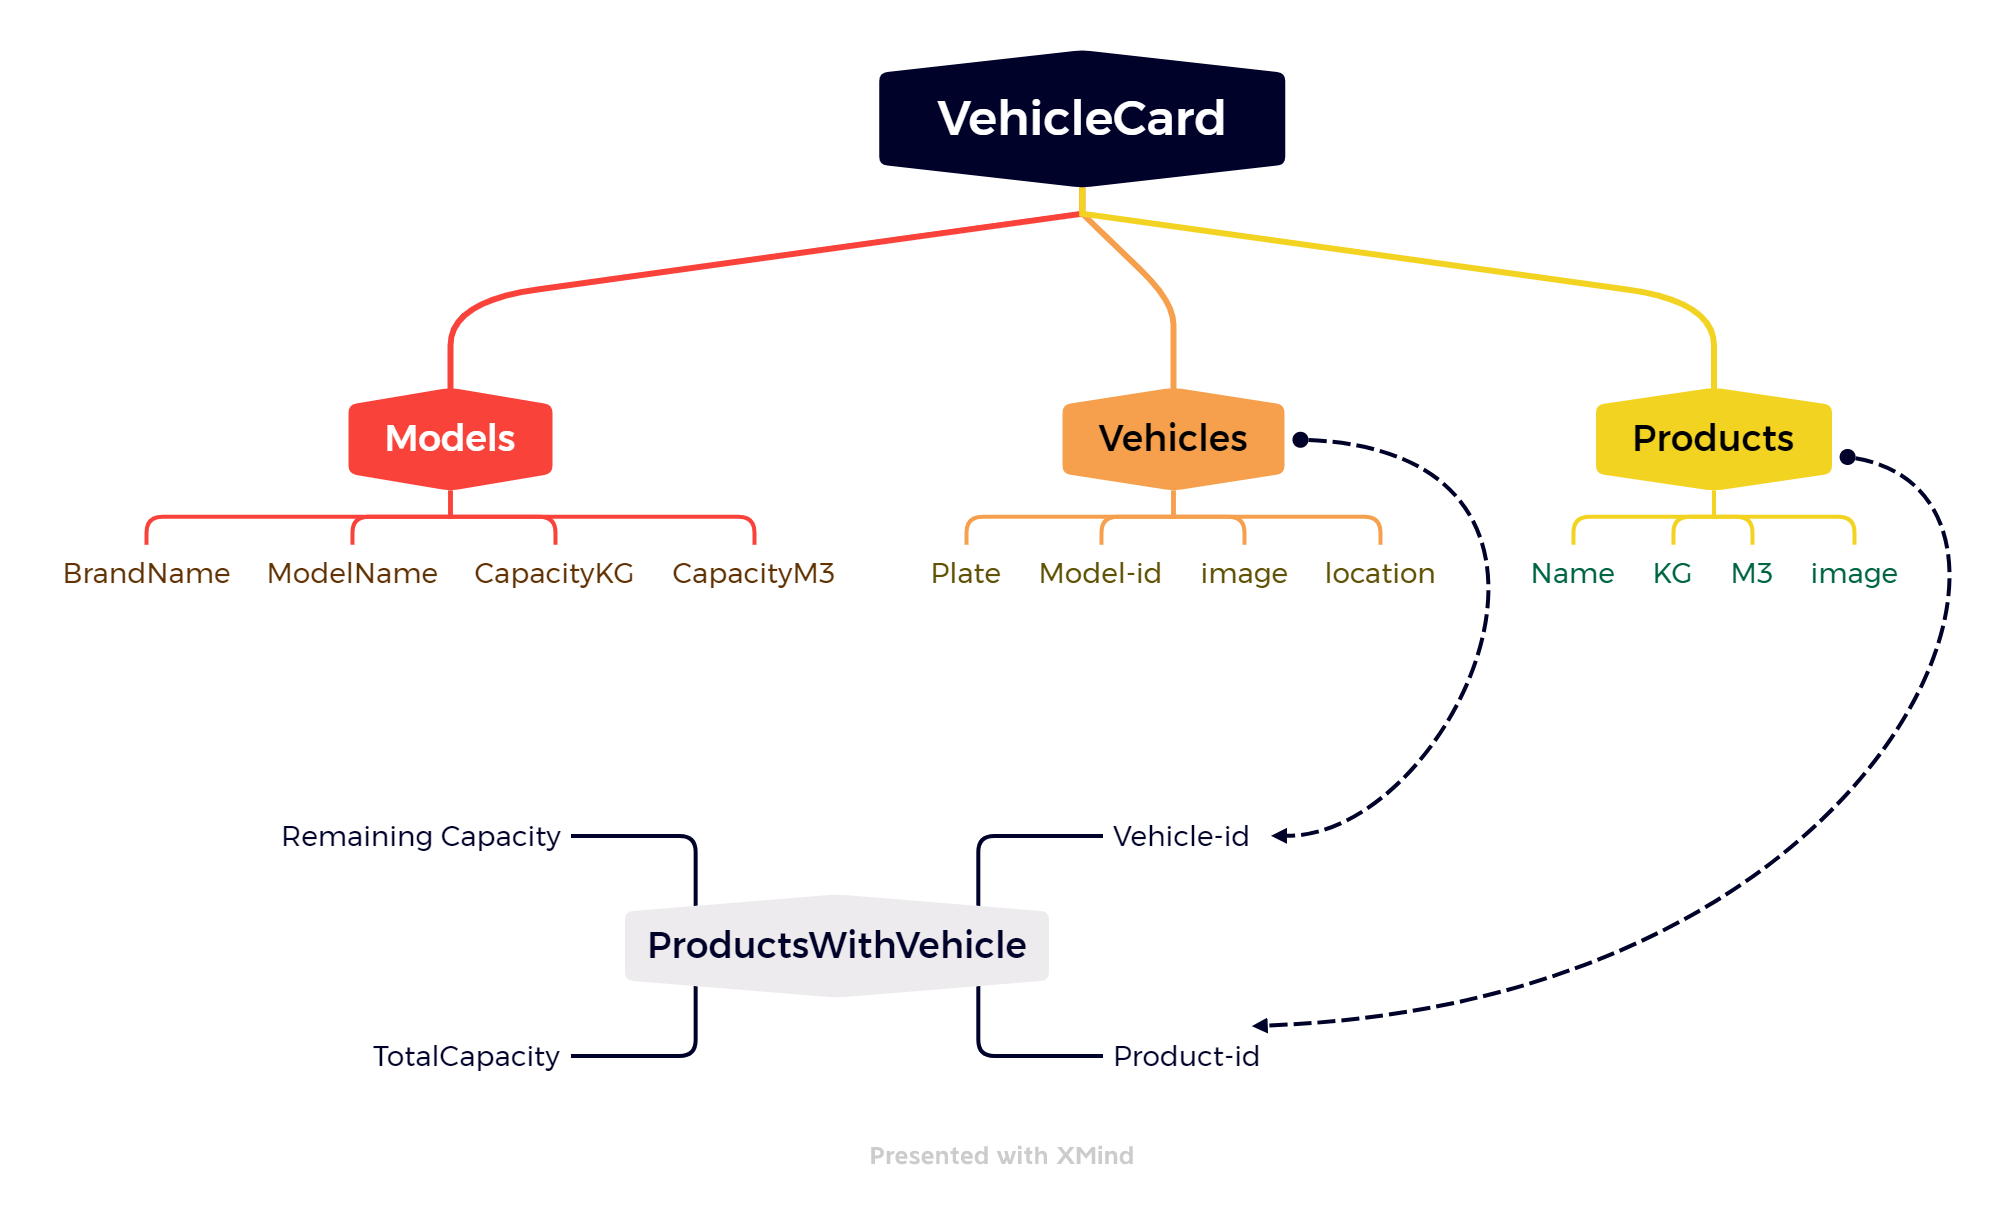 VehicleCard
Models
Vehicles
Products
BrandName
ModelName
CapacityKG
CapacityM3
Plate
Model-id
image
location
Name
KG
M3
image
Remaining Capacity
Vehicle-id
ProductsWithVehicle
TotalCapacity
Product-id
Presented with XMind